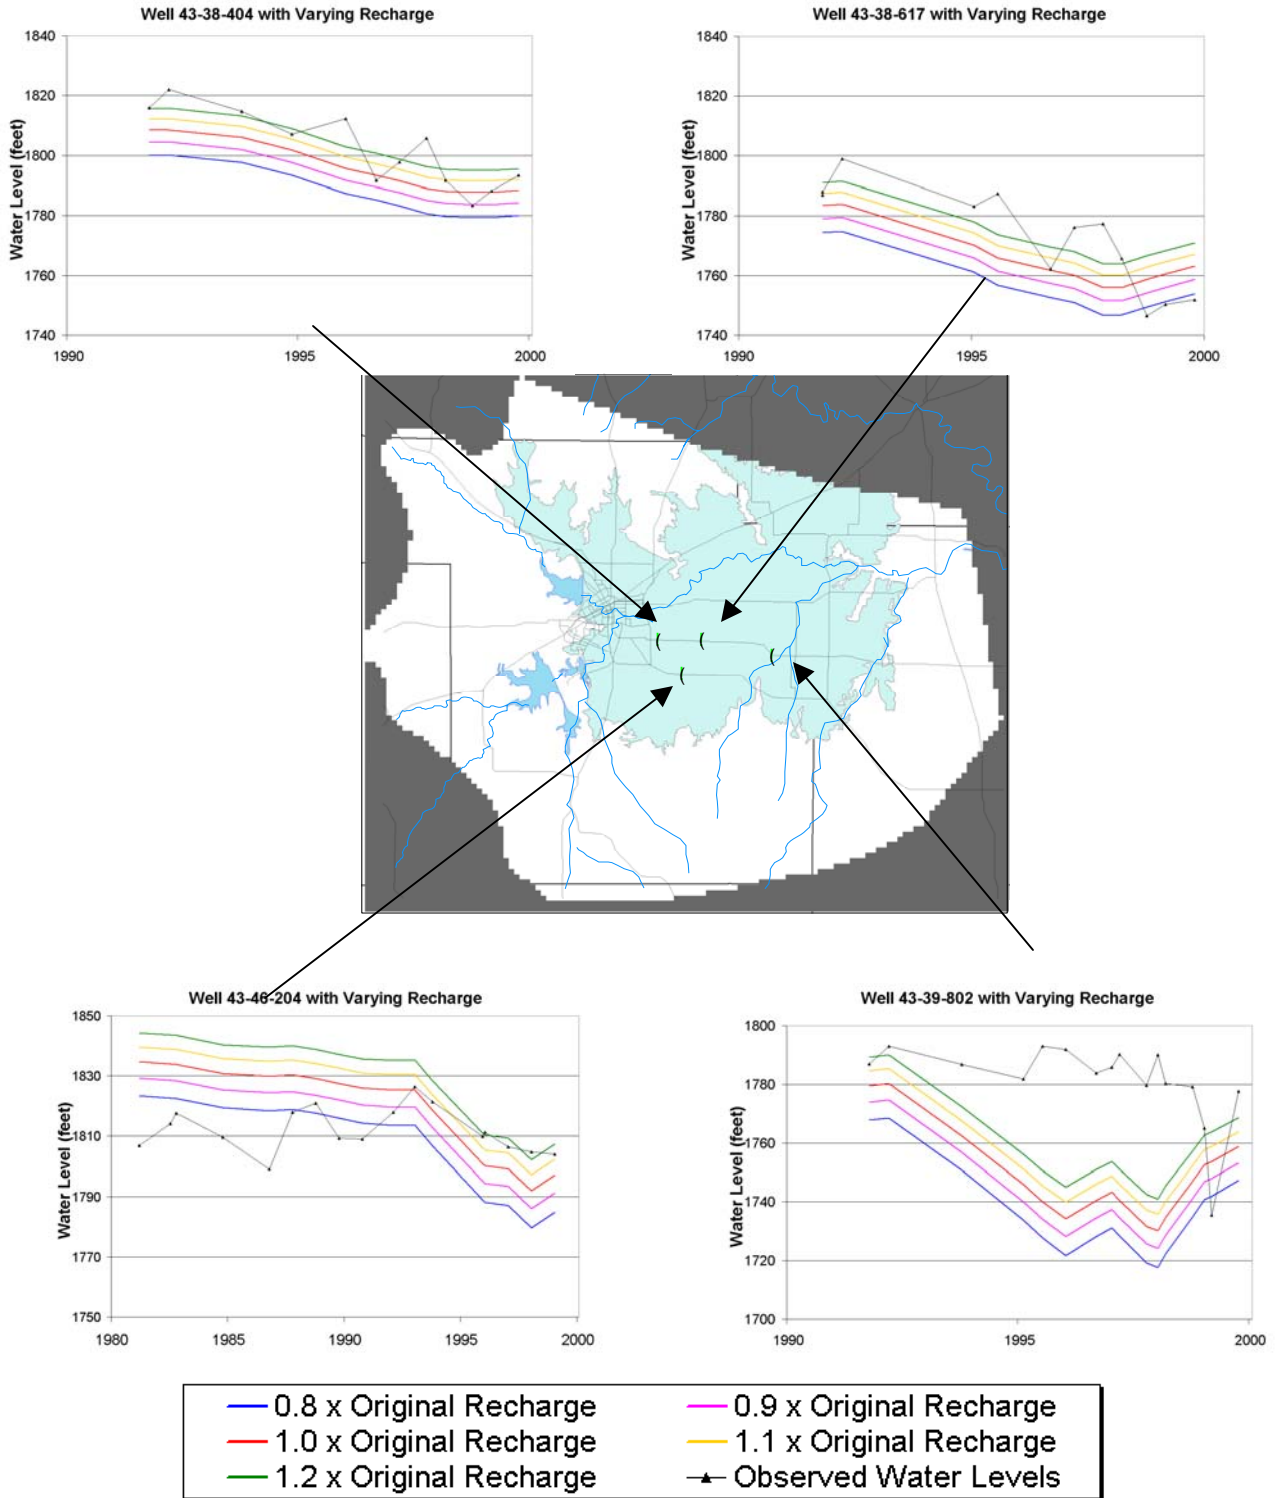 Well 43-38-404 with Varying Recharge
Water Level (feet)
1840
1820
1800
1780
1760
1740
1990
1995
2000
Well 43-38-617 with Varying Recharge
Water Level (feet)
1840
1820
1800
1780
1760
1740
1990
1995
2000
Well 43-46-204 with Varying Recharge
Water Level (feet)
1850
1830
1810
1790
1770
1750
1980
1985
1990
1995
2000
Well 43-39-802 with Varying Recharge
Water Level (feet)
1800
1780
1760
1740
1720
1700
1990
1995
2000
0.8 x Original Recharge
0.9 x Original Recharge
1.0 x Original Recharge
1.1 x Original Recharge
1.2 x Original Recharge
Observed Water Levels